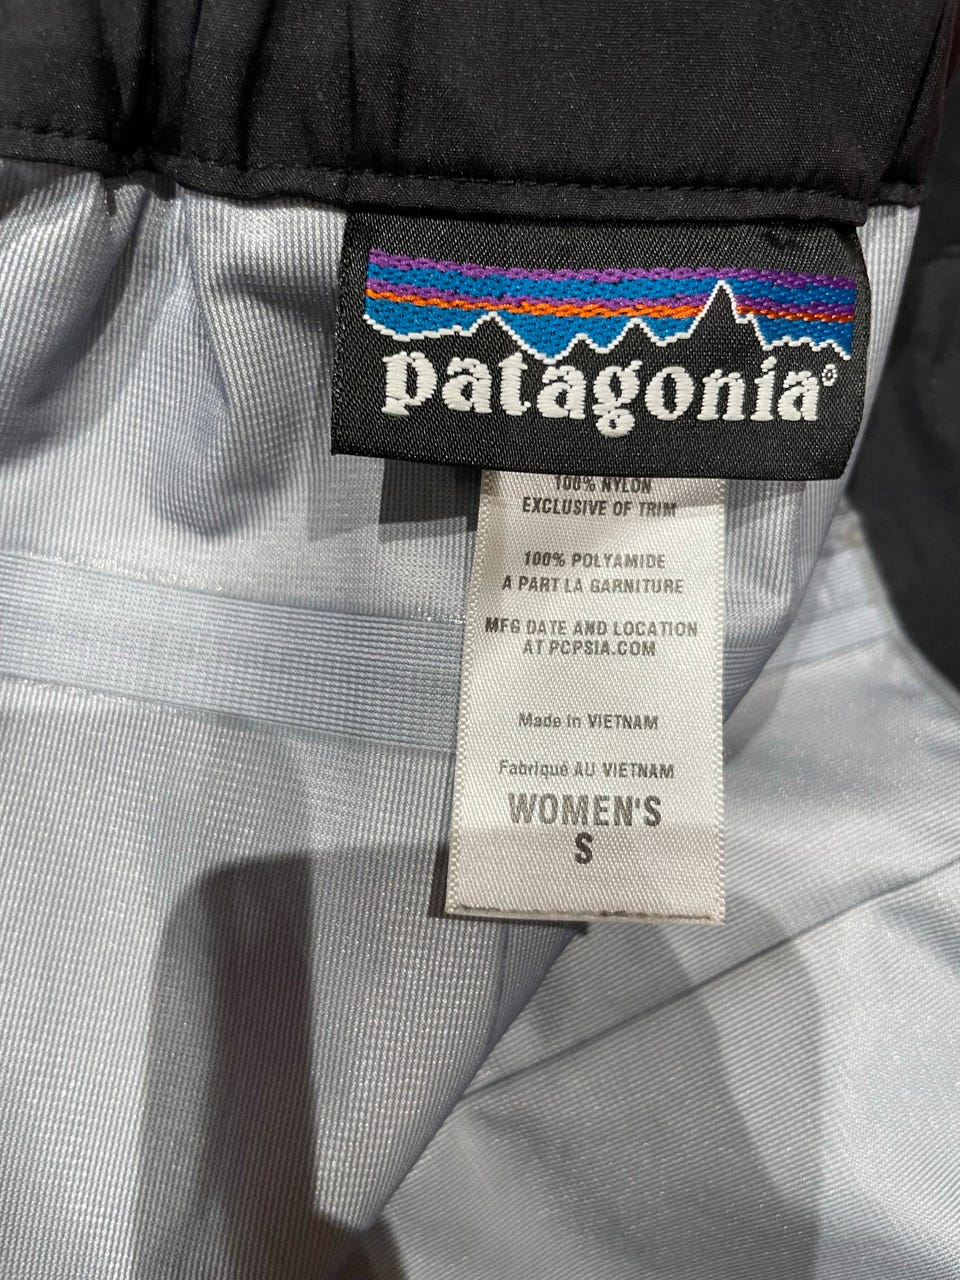 patagonia®
100% NYLON
EXCLUSIVE OF TRIM
100% POLYAMIDE
A PART LA GARNITURE
MFG DATE AND LOCATION
AT PCPSIA.COM
Made in VIETNAM
Fabriqué AU VIETNAM
WOMEN'S
S